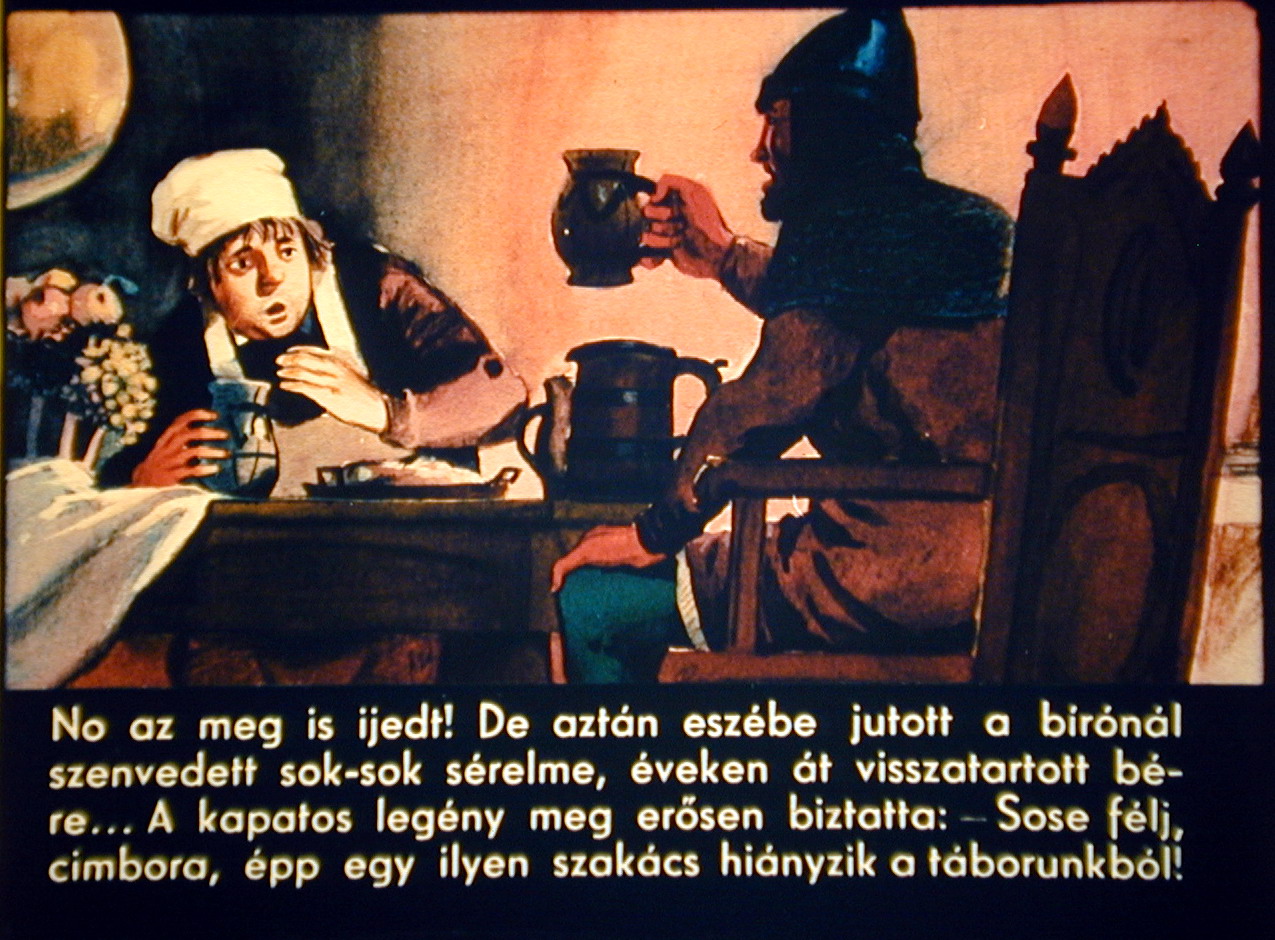 No az meg is ijedt! De aztán eszébe jutott a bírónál
szenvedett sok-sok sérelme, éveken át visszatartott bé-
re... A kapatos legény meg erősen biztatta: – Sose félj,
cimbora, épp egy ilyen szakács hiányzik a táborunkból!